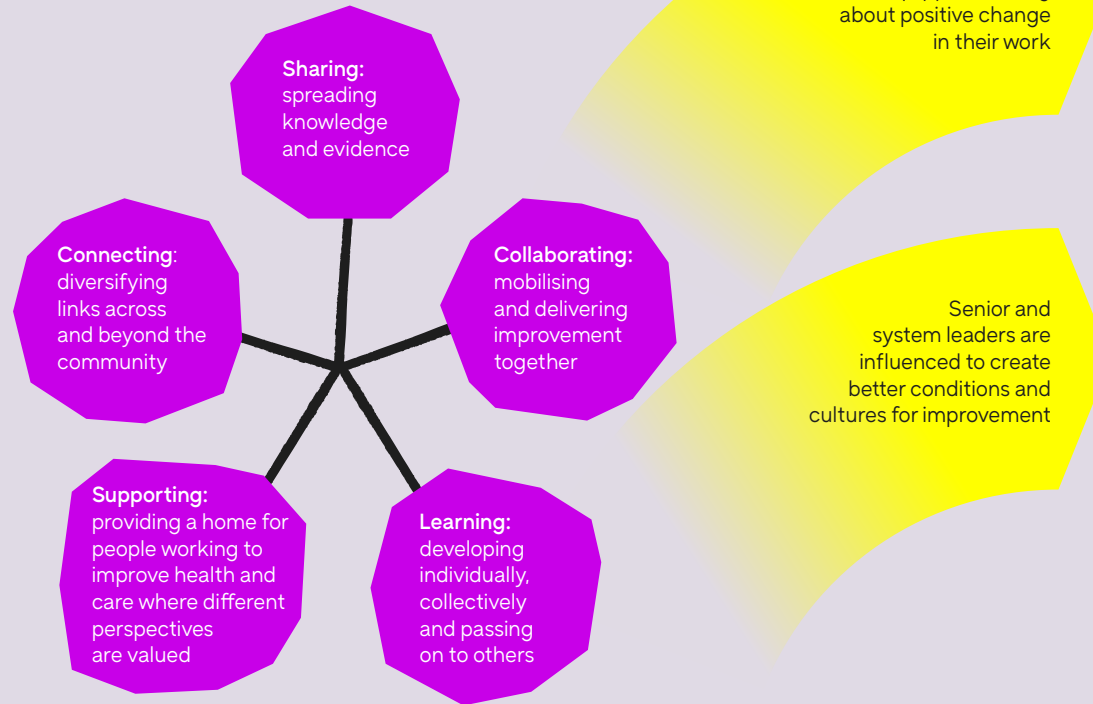 about positive change
in their work
Sharing:
spreading
knowledge
and evidence
Connecting:
diversifying
links across
and beyond the
community
Collaborating:
mobilising
and delivering
improvement
together
Senior and
system leaders are
influenced to create
better conditions and
cultures for improvement
Supporting:
providing a home for
people working to
improve health and
care where different
perspectives
are valued
Learning:
developing
individually,
collectively
and passing
on to others